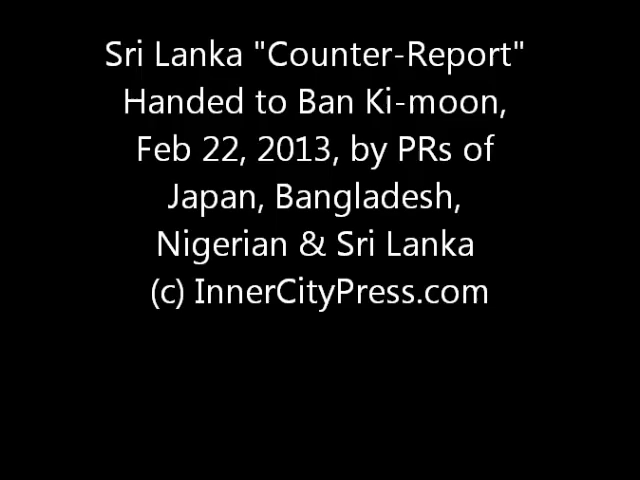 Sri Lanka "Counter-Report"
Handed to Ban Ki-moon,
Feb 22, 2013, by PRs of
Japan, Bangladesh,
Nigerian & Sri Lanka
(c) InnerCityPress.com